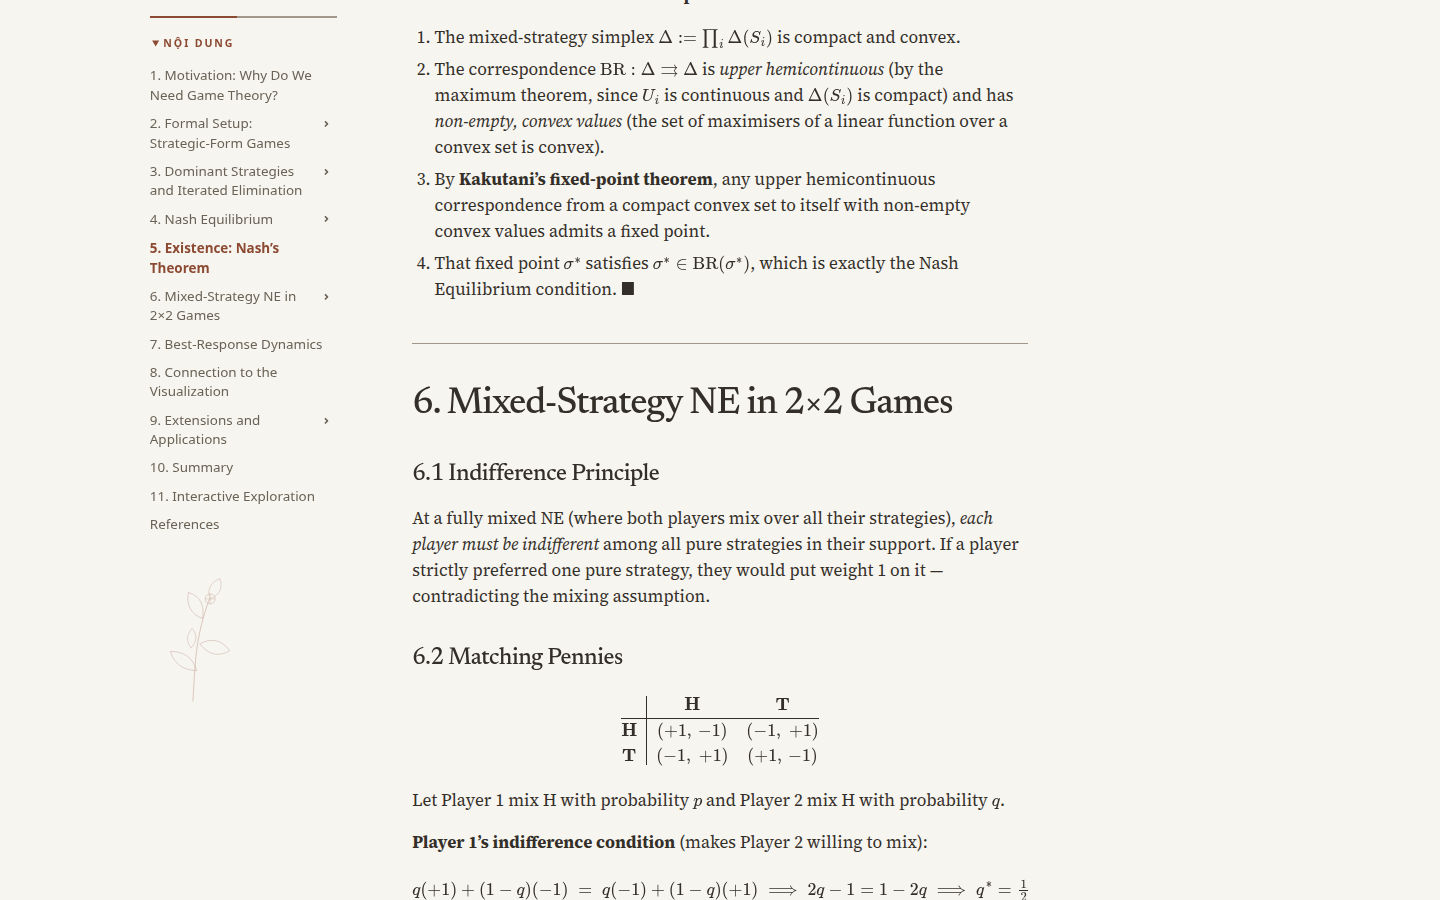 ▾ NỘI DUNG
1. Motivation: Why Do We
Need Game Theory?
2. Formal Setup: ›
Strategic-Form Games
3. Dominant Strategies ›
and Iterated Elimination
4. Nash Equilibrium ›
5. Existence: Nash’s
Theorem
6. Mixed-Strategy NE in ›
2×2 Games
7. Best-Response Dynamics
8. Connection to the
Visualization
9. Extensions and ›
Applications
10. Summary
11. Interactive Exploration
References
1. The mixed-strategy simplex Δ := ∏ᵢ Δ(Sᵢ) is compact and convex.
2. The correspondence BR : Δ ⇉ Δ is upper hemicontinuous (by the
maximum theorem, since Uᵢ is continuous and Δ(Sᵢ) is compact) and has
non-empty, convex values (the set of maximisers of a linear function over a
convex set is convex).
3. By Kakutani’s fixed-point theorem, any upper hemicontinuous
correspondence from a compact convex set to itself with non-empty
convex values admits a fixed point.
4. That fixed point σ* satisfies σ* ∈ BR(σ*), which is exactly the Nash
Equilibrium condition. ■
6. Mixed-Strategy NE in 2×2 Games
6.1 Indifference Principle
At a fully mixed NE (where both players mix over all their strategies), each
player must be indifferent among all pure strategies in their support. If a player
strictly preferred one pure strategy, they would put weight 1 on it —
contradicting the mixing assumption.
6.2 Matching Pennies
H T
H (+1, −1) (−1, +1)
T (−1, +1) (+1, −1)
Let Player 1 mix H with probability p and Player 2 mix H with probability q.
Player 1’s indifference condition (makes Player 2 willing to mix):
q(+1) + (1 − q)(−1) = q(−1) + (1 − q)(+1) ⟹ 2q − 1 = 1 − 2q ⟹ q* = 1/2